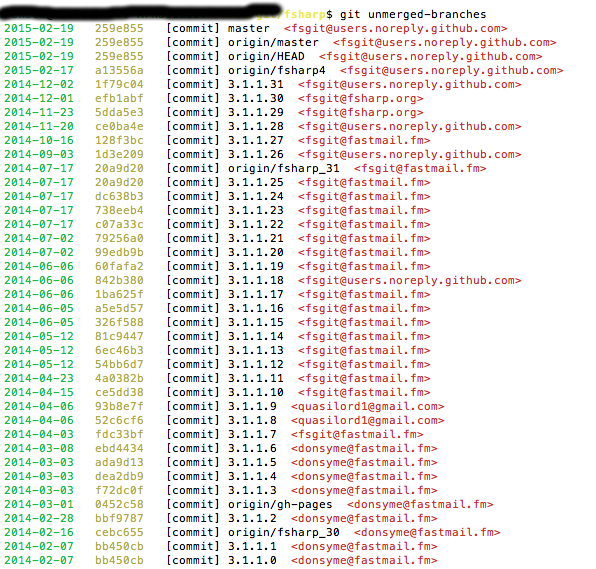 /fsharp$ git unmerged-branches
2015-02-19 259e855 [commit] master <fsgit@users.noreply.github.com>
2015-02-19 259e855 [commit] origin/master <fsgit@users.noreply.github.com>
2015-02-19 259e855 [commit] origin/HEAD <fsgit@users.noreply.github.com>
2015-02-17 a13556a [commit] origin/fsharp4 <fsgit@users.noreply.github.com>
2014-12-02 1f79c04 [commit] 3.1.1.31 <fsgit@users.noreply.github.com>
2014-12-01 efb1abf [commit] 3.1.1.30 <fsgit@fsharp.org>
2014-11-23 5dda5e3 [commit] 3.1.1.29 <fsgit@fsharp.org>
2014-11-20 ce0ba4e [commit] 3.1.1.28 <fsgit@users.noreply.github.com>
2014-10-16 128f3bc [commit] 3.1.1.27 <fsgit@fastmail.fm>
2014-09-03 1d3e209 [commit] 3.1.1.26 <fsgit@users.noreply.github.com>
2014-07-17 20a9d20 [commit] origin/fsharp_31 <fsgit@fastmail.fm>
2014-07-17 20a9d20 [commit] 3.1.1.25 <fsgit@fastmail.fm>
2014-07-17 dc638b3 [commit] 3.1.1.24 <fsgit@fastmail.fm>
2014-07-17 738eeb4 [commit] 3.1.1.23 <fsgit@fastmail.fm>
2014-07-17 c07a33c [commit] 3.1.1.22 <fsgit@fastmail.fm>
2014-07-02 79256a0 [commit] 3.1.1.21 <fsgit@fastmail.fm>
2014-07-02 99edb9b [commit] 3.1.1.20 <fsgit@fastmail.fm>
2014-06-06 60fafa2 [commit] 3.1.1.19 <fsgit@fastmail.fm>
2014-06-06 842b380 [commit] 3.1.1.18 <fsgit@users.noreply.github.com>
2014-06-06 1ba625f [commit] 3.1.1.17 <fsgit@fastmail.fm>
2014-06-05 a5e5d57 [commit] 3.1.1.16 <fsgit@fastmail.fm>
2014-06-05 326f588 [commit] 3.1.1.15 <fsgit@fastmail.fm>
2014-05-12 81c9447 [commit] 3.1.1.14 <fsgit@fastmail.fm>
2014-05-12 6ec46b3 [commit] 3.1.1.13 <fsgit@fastmail.fm>
2014-05-12 54bb6d7 [commit] 3.1.1.12 <fsgit@fastmail.fm>
2014-04-23 4a0382b [commit] 3.1.1.11 <fsgit@fastmail.fm>
2014-04-15 ce5dd38 [commit] 3.1.1.10 <fsgit@fastmail.fm>
2014-04-06 93b8e7f [commit] 3.1.1.9 <quasilord1@gmail.com>
2014-04-06 52c6cf6 [commit] 3.1.1.8 <quasilord1@gmail.com>
2014-04-03 fdc33bf [commit] 3.1.1.7 <fsgit@fastmail.fm>
2014-03-08 ebd4434 [commit] 3.1.1.6 <donsyme@fastmail.fm>
2014-03-03 ada9d13 [commit] 3.1.1.5 <donsyme@fastmail.fm>
2014-03-03 dea2db9 [commit] 3.1.1.4 <donsyme@fastmail.fm>
2014-03-03 f72dc0f [commit] 3.1.1.3 <donsyme@fastmail.fm>
2014-03-01 0452c58 [commit] origin/gh-pages <donsyme@fastmail.fm>
2014-02-28 bbf9787 [commit] 3.1.1.2 <donsyme@fastmail.fm>
2014-02-16 cebc655 [commit] origin/fsharp_30 <donsyme@fastmail.fm>
2014-02-07 bb450cb [commit] 3.1.1.1 <donsyme@fastmail.fm>
2014-02-07 bb450cb [commit] 3.1.1.0 <donsyme@fastmail.fm>